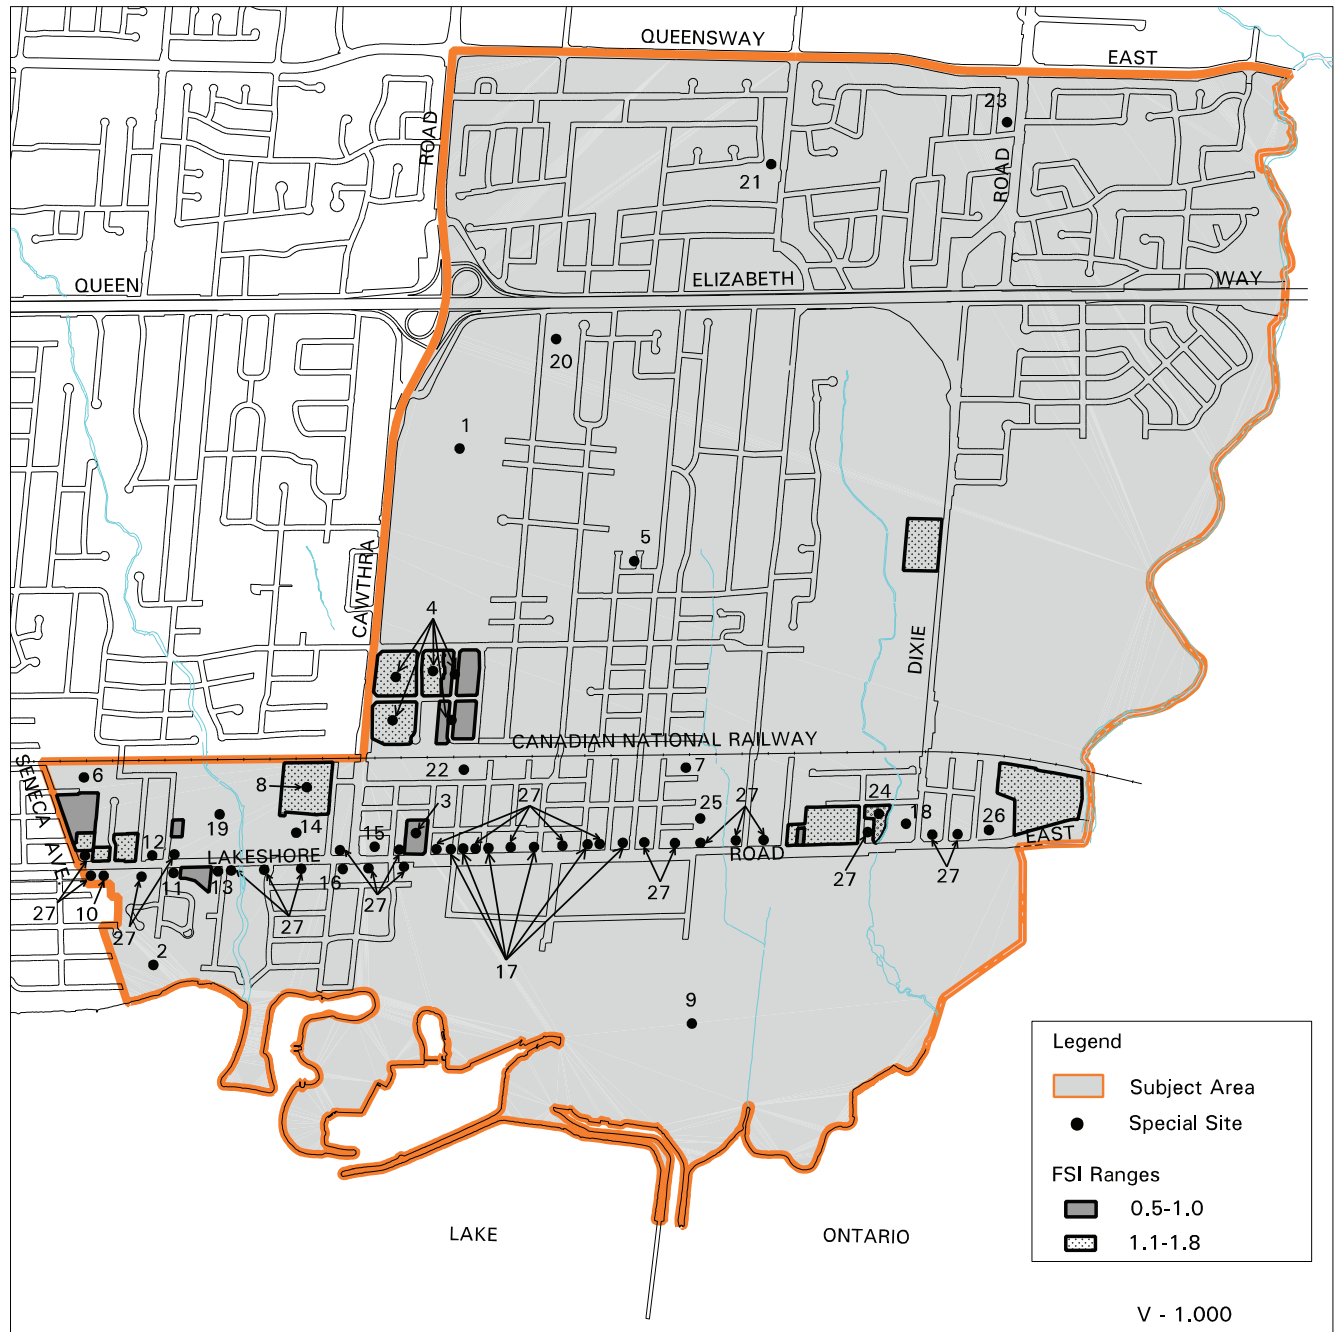 QUEENSWAY
EAST
ROAD
23
ROAD
21
QUEEN
ELIZABETH
WAY
20
1
5
CAWTHRA
4
DIXIE
CANADIAN NATIONAL RAILWAY
SENECA
AVE.
6
22
7
8
3
27
25
27
24
18
26
19
14
12
15
LAKESHORE
ROAD
EAST
11
13
16
27
27
27
27
27
10
27
27
2
17
9
Legend
Subject Area
Special Site
FSI Ranges
0.5-1.0
1.1-1.8
LAKE
ONTARIO
V - 1.000